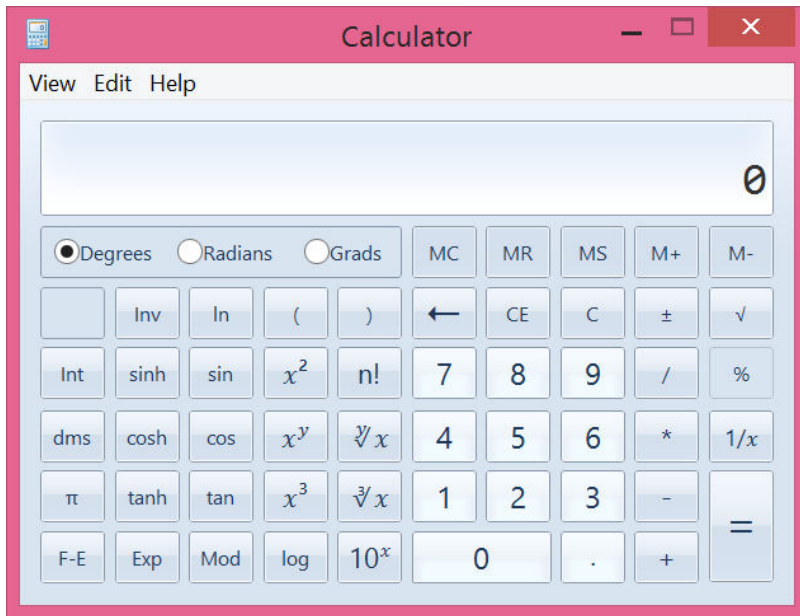 Calculator
View Edit Help
0
Degrees Radians Grads MC MR MS M+ M-
Inv ln ( ) ← CE C ± √
Int sinh sin x² n! 7 8 9 / %
dms cosh cos xʸ ʸ√x 4 5 6 * 1/x
π tanh tan x³ ³√x 1 2 3 - =
F-E Exp Mod log 10ˣ 0 . +